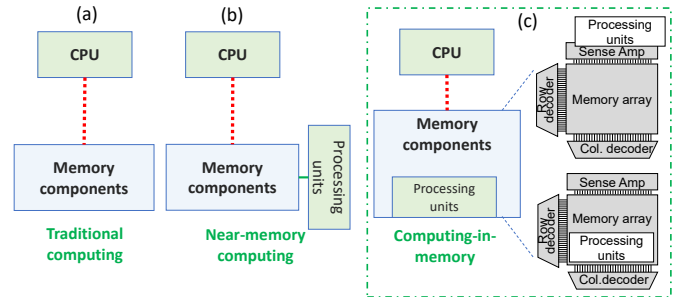 (a)
CPU
Memory
components
Traditional
computing
(b)
CPU
Memory
components
Processing
units
Near-memory
computing
(c)
CPU
Memory
components
Processing
units
Computing-in-
memory
Processing
units
Sense Amp
Row
decoder
Memory array
Col. decoder
Sense Amp
Row
decoder
Memory array
Processing
units
Col.decoder